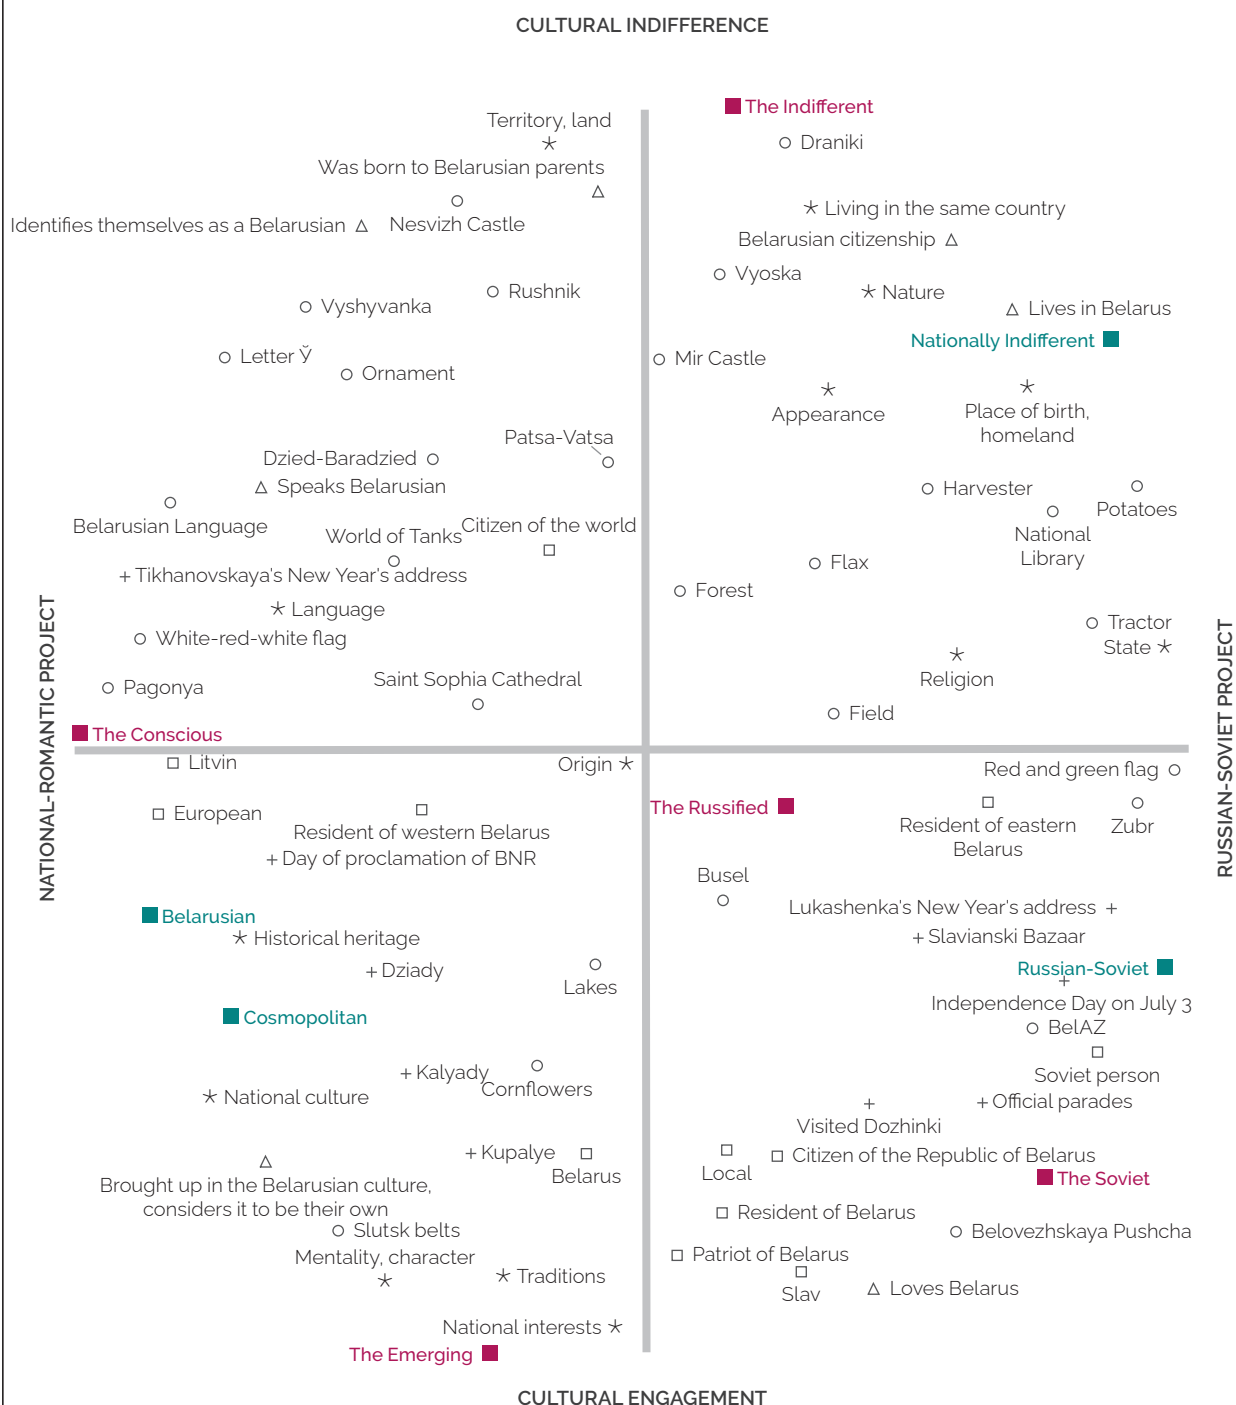 CULTURAL INDIFFERENCE
The Indifferent
Territory, land
Draniki
Was born to Belarusian parents
Living in the same country
Identifies themselves as a Belarusian
Nesvizh Castle
Belarusian citizenship
Vyoska
Rushnik
Nature
Vyshyvanka
Lives in Belarus
Nationally Indifferent
Letter Ў
Mir Castle
Ornament
Appearance
Place of birth,
homeland
Patsa-Vatsa
Dzied-Baradzied
Speaks Belarusian
Harvester
Potatoes
Belarusian Language
Citizen of the world
World of Tanks
National
Library
Flax
Tikhanovskaya's New Year's address
Forest
Language
Tractor
White-red-white flag
State
Saint Sophia Cathedral
Religion
Pagonya
Field
The Conscious
NATIONAL-ROMANTIC PROJECT
RUSSIAN-SOVIET PROJECT
Litvin
Origin
Red and green flag
The Russified
European
Resident of western Belarus
Resident of eastern
Belarus
Zubr
Day of proclamation of BNR
Busel
Lukashenka's New Year's address
Belarusian
Historical heritage
Slavianski Bazaar
Dziady
Russian-Soviet
Lakes
Independence Day on July 3
Cosmopolitan
BelAZ
Kalyady
Soviet person
Cornflowers
National culture
Official parades
Visited Dozhinki
Kupalye
Citizen of the Republic of Belarus
Belarus
Local
The Soviet
Brought up in the Belarusian culture,
considers it to be their own
Resident of Belarus
Slutsk belts
Belovezhskaya Pushcha
Mentality, character
Patriot of Belarus
Traditions
Slav
Loves Belarus
National interests
The Emerging
CULTURAL ENGAGEMENT